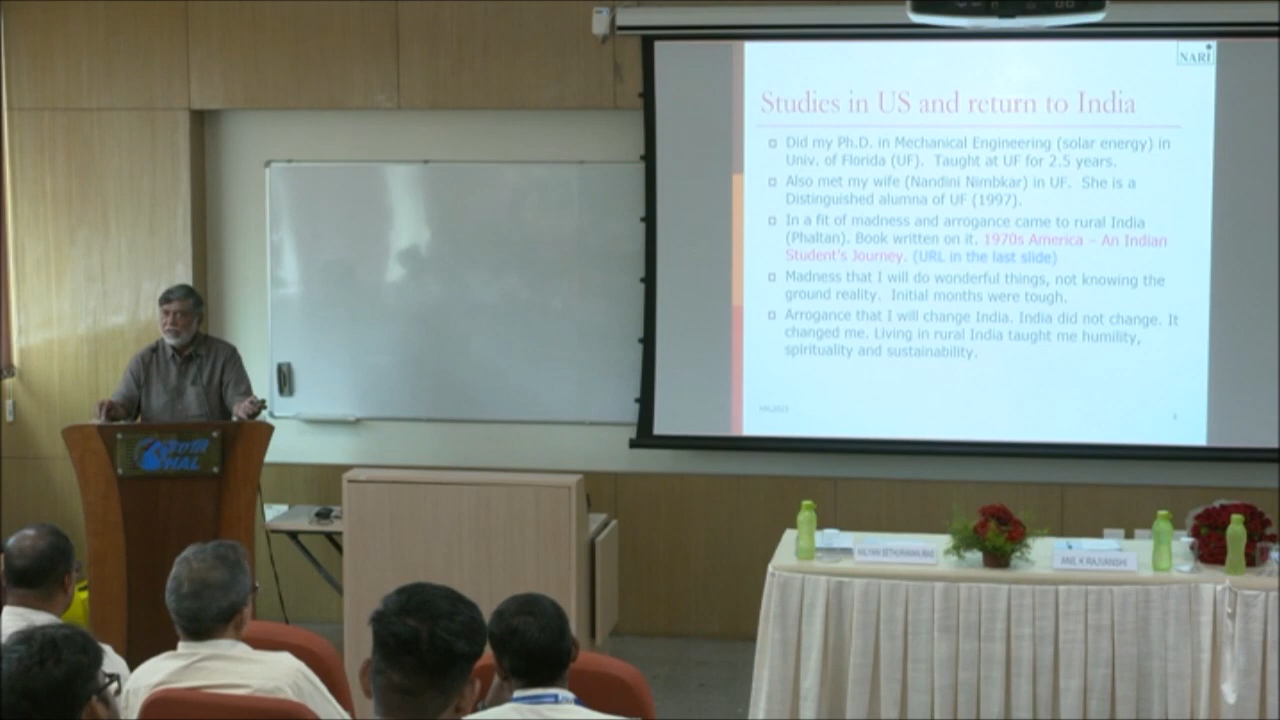 NARI
Studies in US and return to India
Did my Ph.D. in Mechanical Engineering (solar energy) in
Univ. of Florida (UF). Taught at UF for 2.5 years.
Also met my wife (Nandini Nimbkar) in UF. She is a
Distinguished alumna of UF (1997).
In a fit of madness and arrogance came to rural India
(Phaltan). Book written on it. 1970s America – An Indian
Student's Journey. (URL in the last slide)
Madness that I will do wonderful things, not knowing the
ground reality. Initial months were tough.
Arrogance that I will change India. India did not change. It
changed me. Living in rural India taught me humility,
spirituality and sustainability.
HAL
ANIL K RAJVANSHI